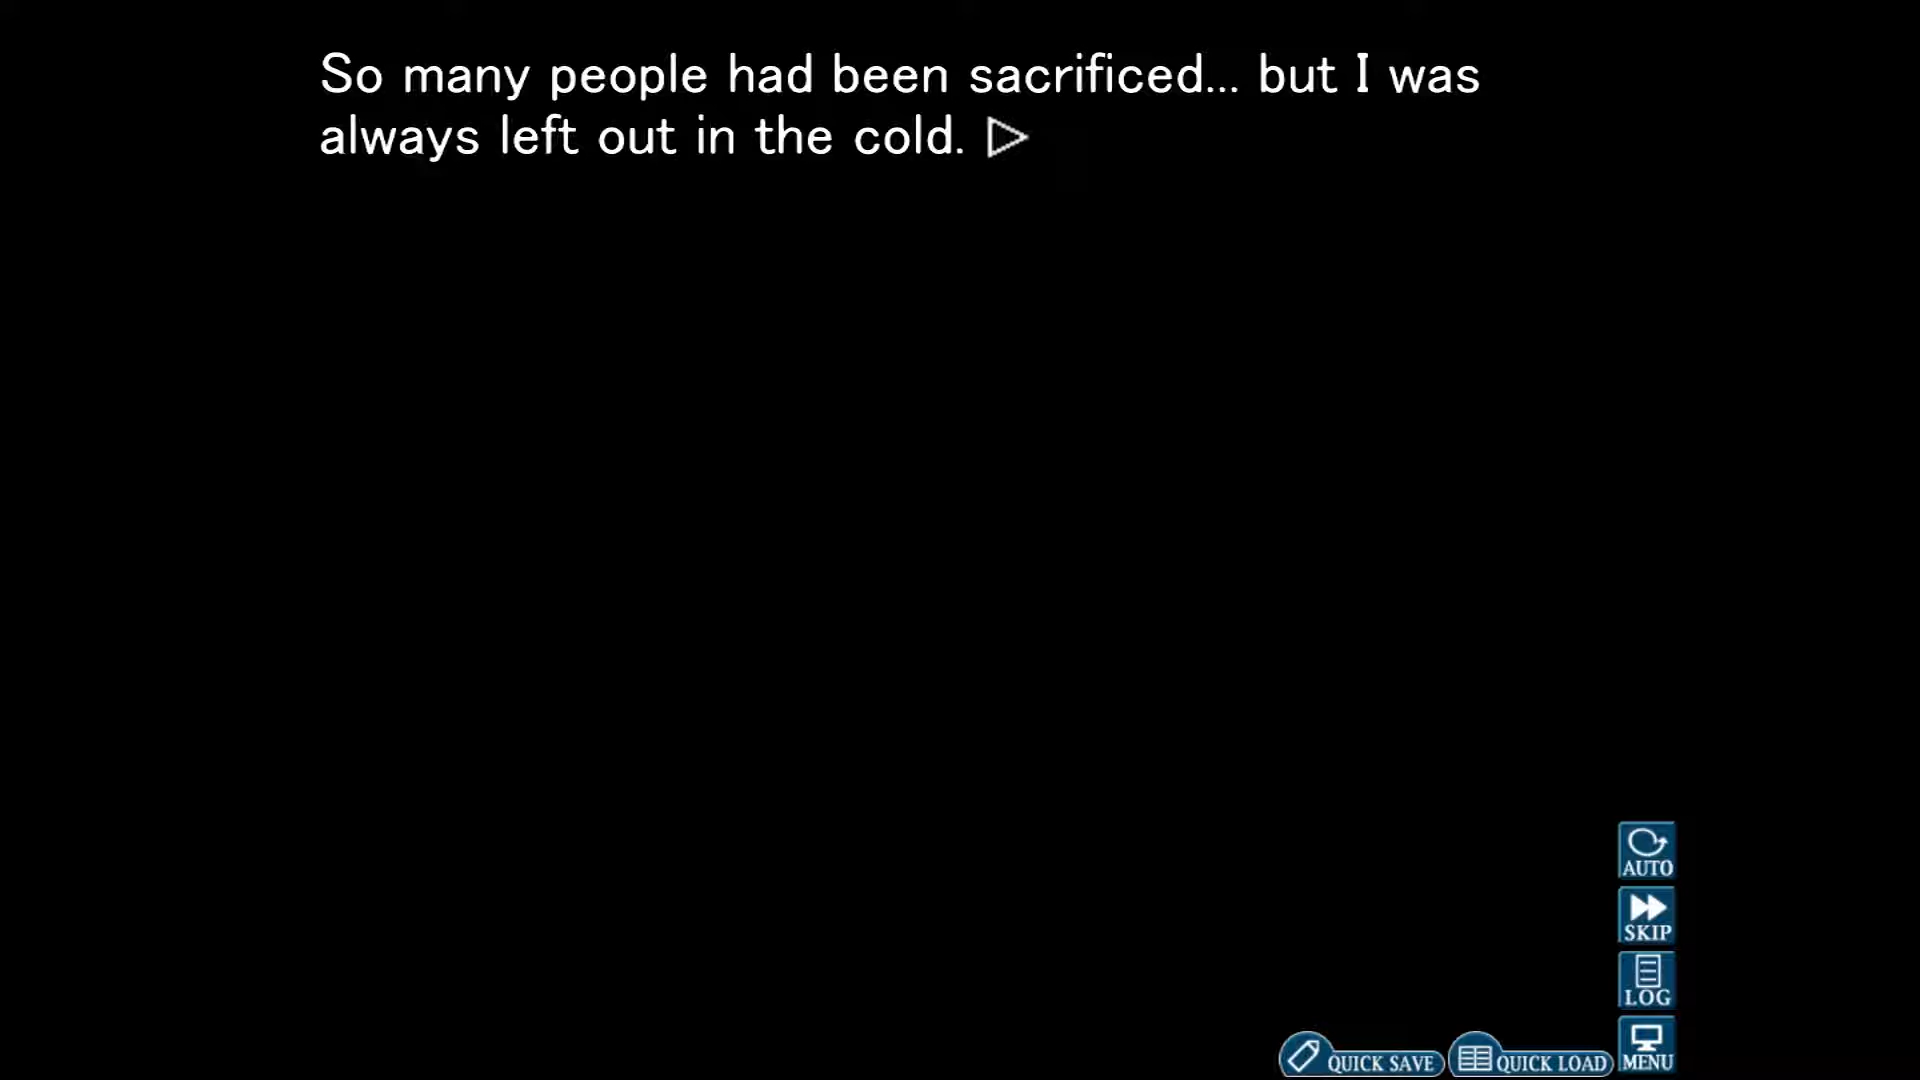 So many people had been sacrificed... but I was
always left out in the cold.
AUTO
SKIP
LOG
MENU
QUICK SAVE
QUICK LOAD